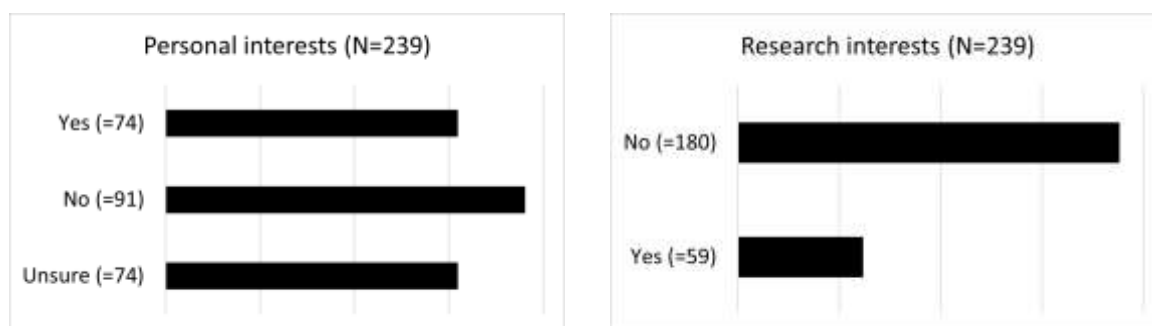 Personal interests (N=239)
Yes (=74)
No (=91)
Unsure (=74)
Research interests (N=239)
No (=180)
Yes (=59)